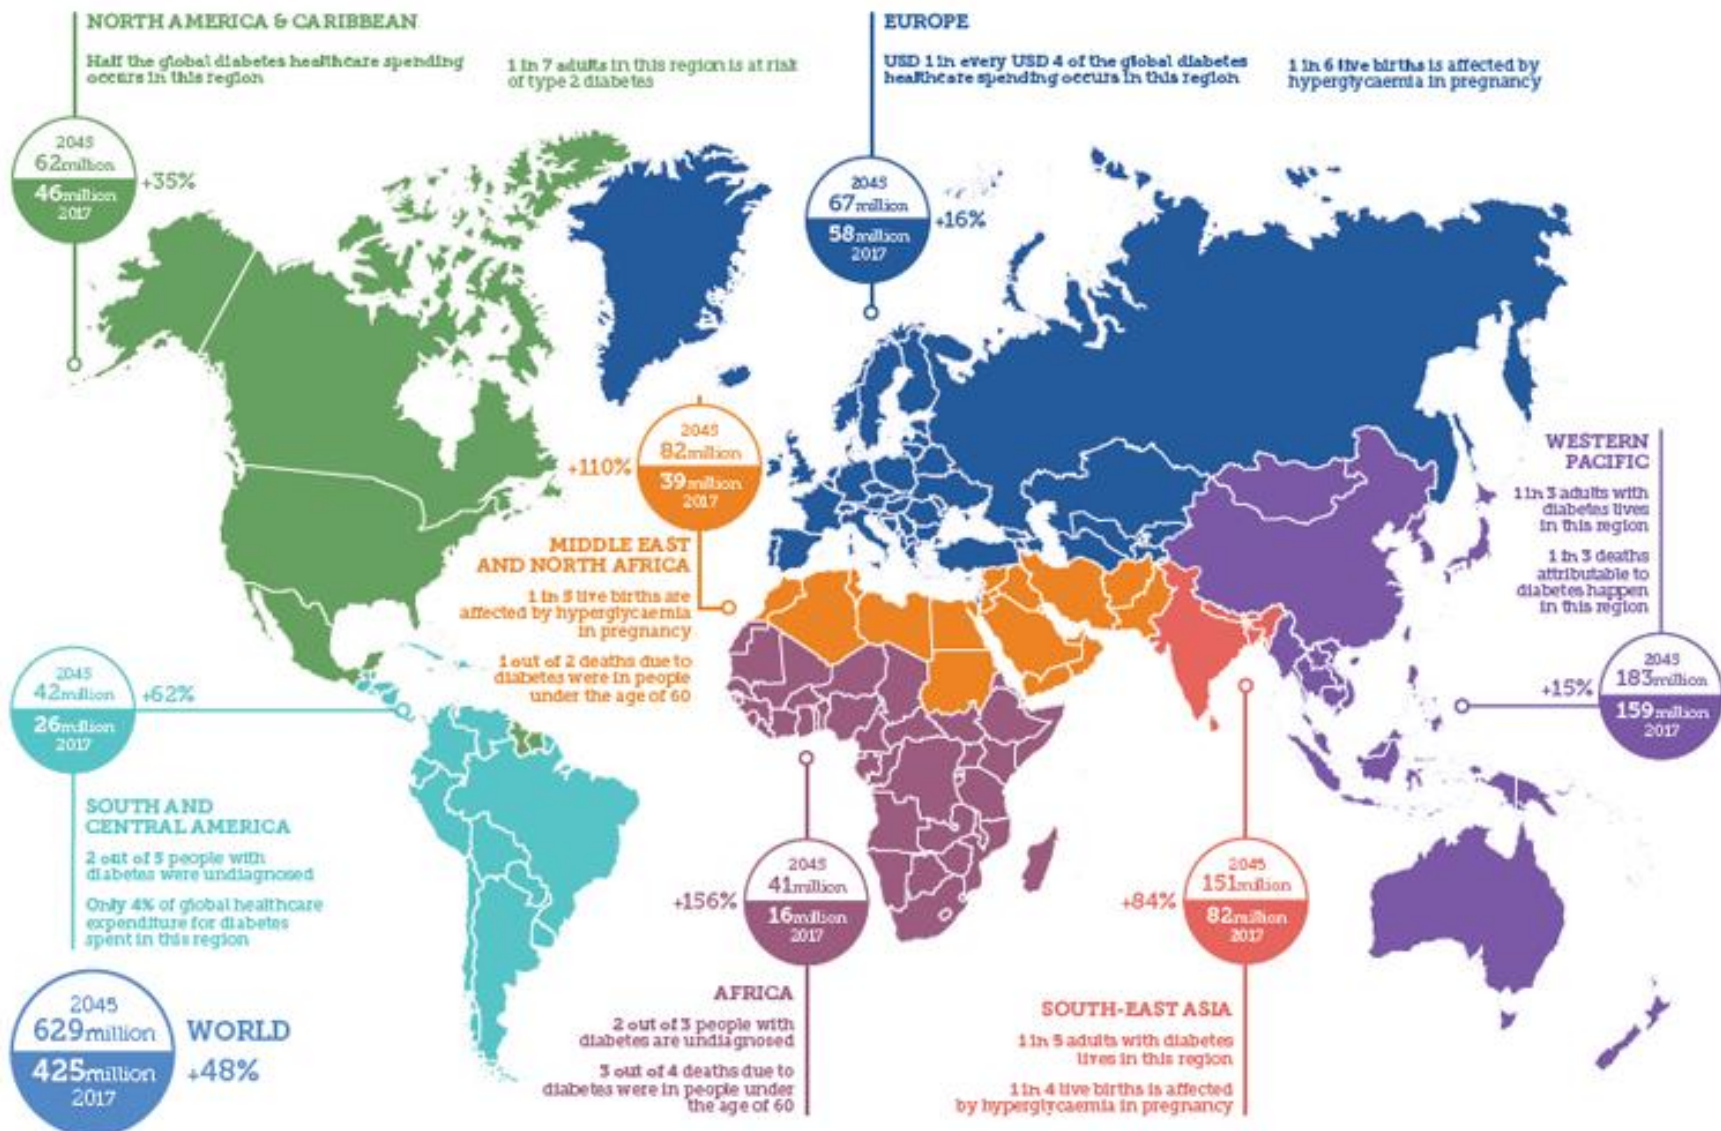 NORTH AMERICA & CARIBBEAN
Half the global diabetes healthcare spending
occurs in this region
1 in 7 adults in this region is at risk
of type 2 diabetes
2045
62million
46million
2017
+35%
EUROPE
USD 1 in every USD 4 of the global diabetes
healthcare spending occurs in this region
1 in 6 live births is affected by
hyperglycaemia in pregnancy
2045
67million
58million
2017
+16%
2045
82million
39million
2017
+110%
MIDDLE EAST
AND NORTH AFRICA
1 in 5 live births are
affected by hyperglycaemia
in pregnancy
1 out of 2 deaths due to
diabetes were in people
under the age of 60
WESTERN
PACIFIC
1 in 3 adults with
diabetes lives
in this region
1 in 3 deaths
attributable to
diabetes happen
in this region
2045
183million
159million
2017
+15%
2045
42million
26million
2017
+62%
SOUTH AND
CENTRAL AMERICA
2 out of 5 people with
diabetes were undiagnosed
Only 4% of global healthcare
expenditure for diabetes
spent in this region
2045
41million
16million
2017
+156%
AFRICA
2 out of 3 people with
diabetes are undiagnosed
3 out of 4 deaths due to
diabetes were in people under
the age of 60
2045
151million
82million
2017
+84%
SOUTH-EAST ASIA
1 in 5 adults with diabetes
lives in this region
1 in 4 live births is affected
by hyperglycaemia in pregnancy
2045
629million
425million
2017
WORLD
+48%